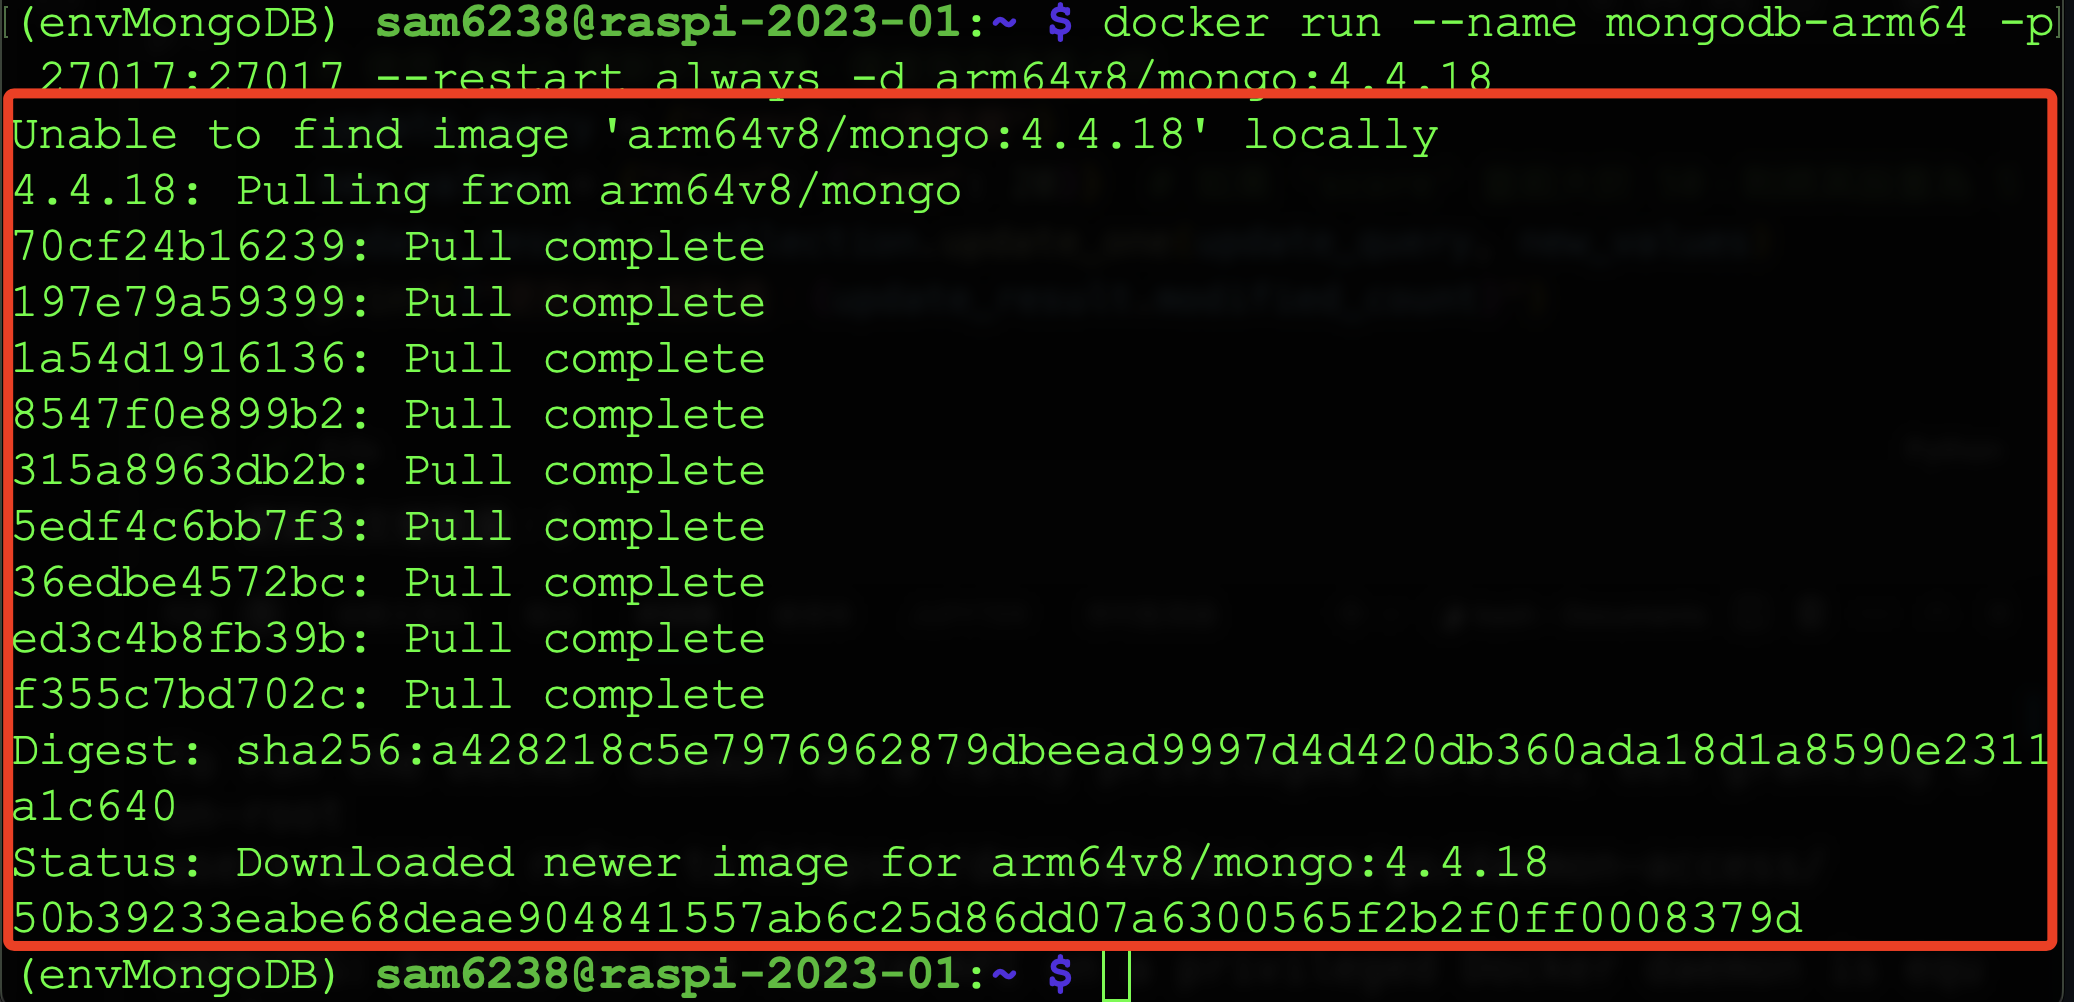 (envMongoDB) sam6238@raspi-2023-01:~ $ docker run --name mongodb-arm64 -p
27017:27017 --restart always -d arm64v8/mongo:4.4.18
Unable to find image 'arm64v8/mongo:4.4.18' locally
4.4.18: Pulling from arm64v8/mongo
70cf24b16239: Pull complete
197e79a59399: Pull complete
1a54d1916136: Pull complete
8547f0e899b2: Pull complete
315a8963db2b: Pull complete
5edf4c6bb7f3: Pull complete
36edbe4572bc: Pull complete
ed3c4b8fb39b: Pull complete
f355c7bd702c: Pull complete
Digest: sha256:a428218c5e7976962879dbeead9997d4d420db360ada18d1a8590e2311
a1c640
Status: Downloaded newer image for arm64v8/mongo:4.4.18
50b39233eabe68deae904841557ab6c25d86dd07a6300565f2b2f0ff0008379d
(envMongoDB) sam6238@raspi-2023-01:~ $